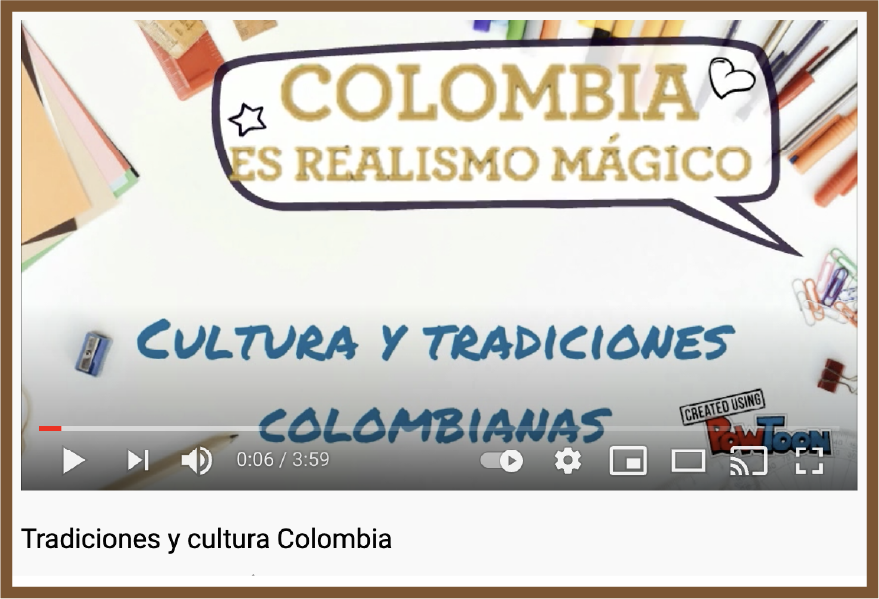 COLOMBIA
ES REALISMO MÁGICO
CULTURA Y TRADICIONES
COLOMBIANAS
CREATED USING
POWTOON
0:06 / 3:59
Tradiciones y cultura Colombia